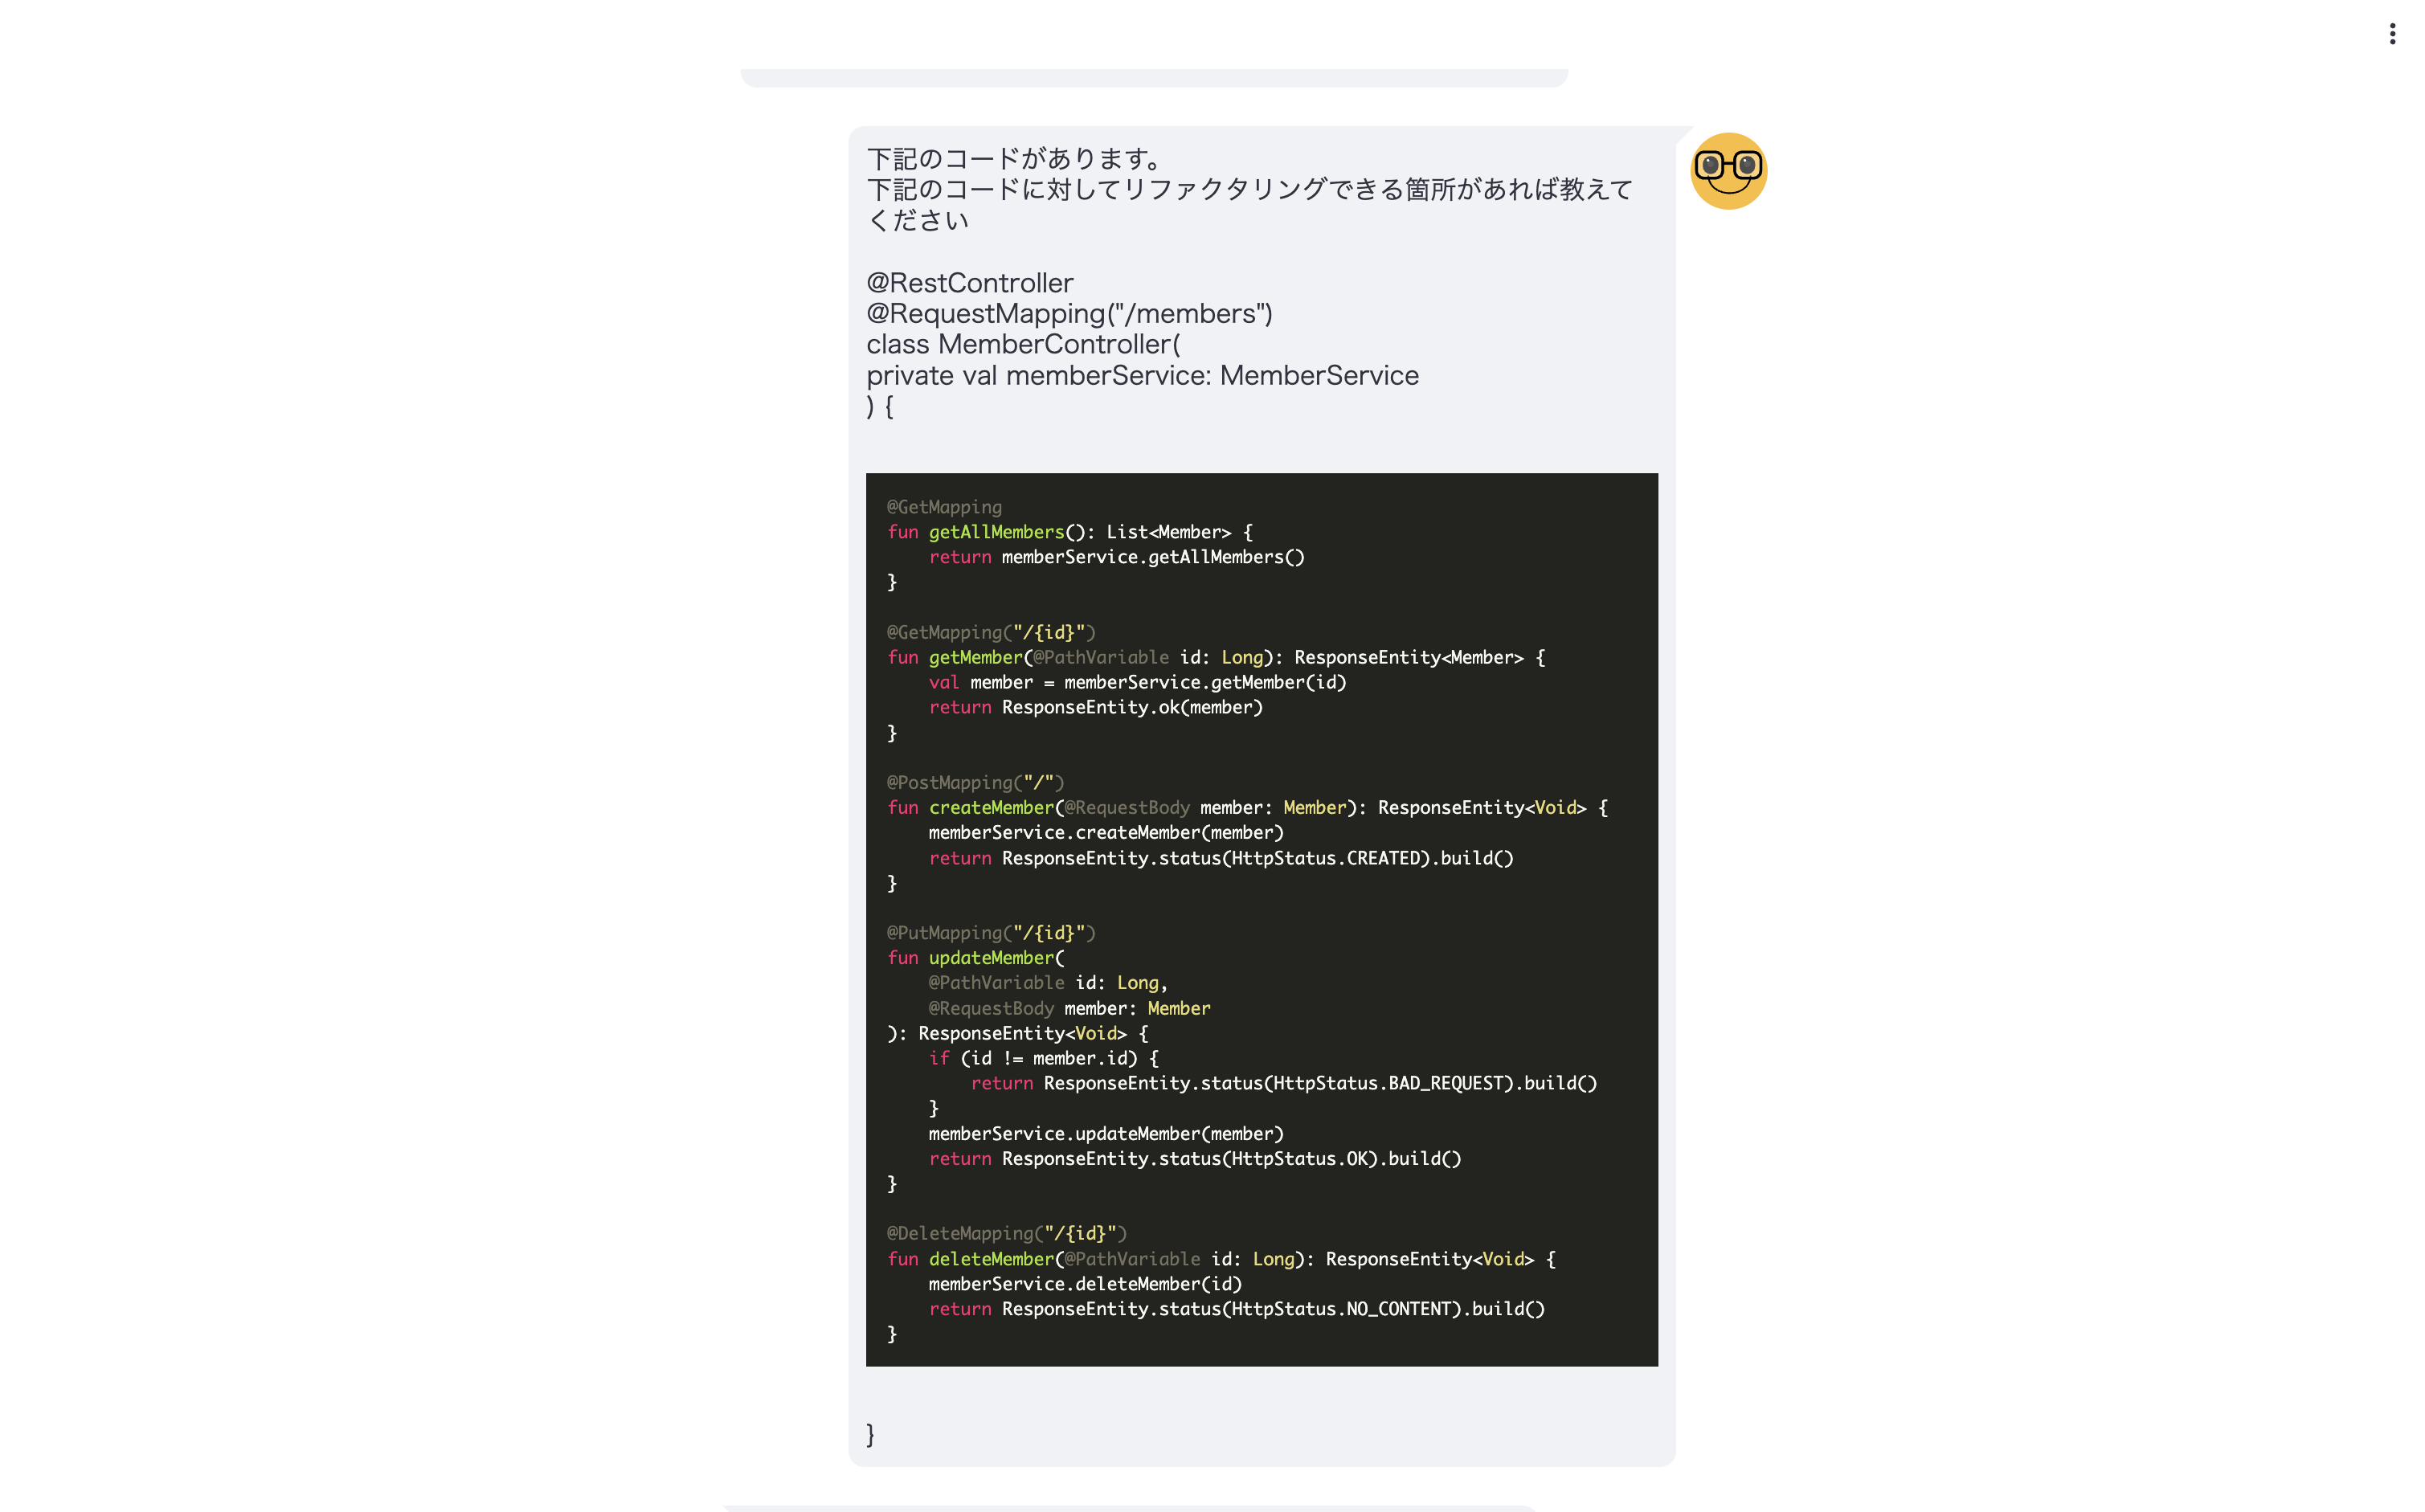 下記のコードがあります。
下記のコードに対してリファクタリングできる箇所があれば教えて
ください
@RestController
@RequestMapping("/members")
class MemberController(
private val memberService: MemberService
) {
@GetMapping
fun getAllMembers(): List<Member> {
    return memberService.getAllMembers()
}
@GetMapping("/{id}")
fun getMember(@PathVariable id: Long): ResponseEntity<Member> {
    val member = memberService.getMember(id)
    return ResponseEntity.ok(member)
}
@PostMapping("/")
fun createMember(@RequestBody member: Member): ResponseEntity<Void> {
    memberService.createMember(member)
    return ResponseEntity.status(HttpStatus.CREATED).build()
}
@PutMapping("/{id}")
fun updateMember(
    @PathVariable id: Long,
    @RequestBody member: Member
): ResponseEntity<Void> {
    if (id != member.id) {
        return ResponseEntity.status(HttpStatus.BAD_REQUEST).build()
    }
    memberService.updateMember(member)
    return ResponseEntity.status(HttpStatus.OK).build()
}
@DeleteMapping("/{id}")
fun deleteMember(@PathVariable id: Long): ResponseEntity<Void> {
    memberService.deleteMember(id)
    return ResponseEntity.status(HttpStatus.NO_CONTENT).build()
}
}